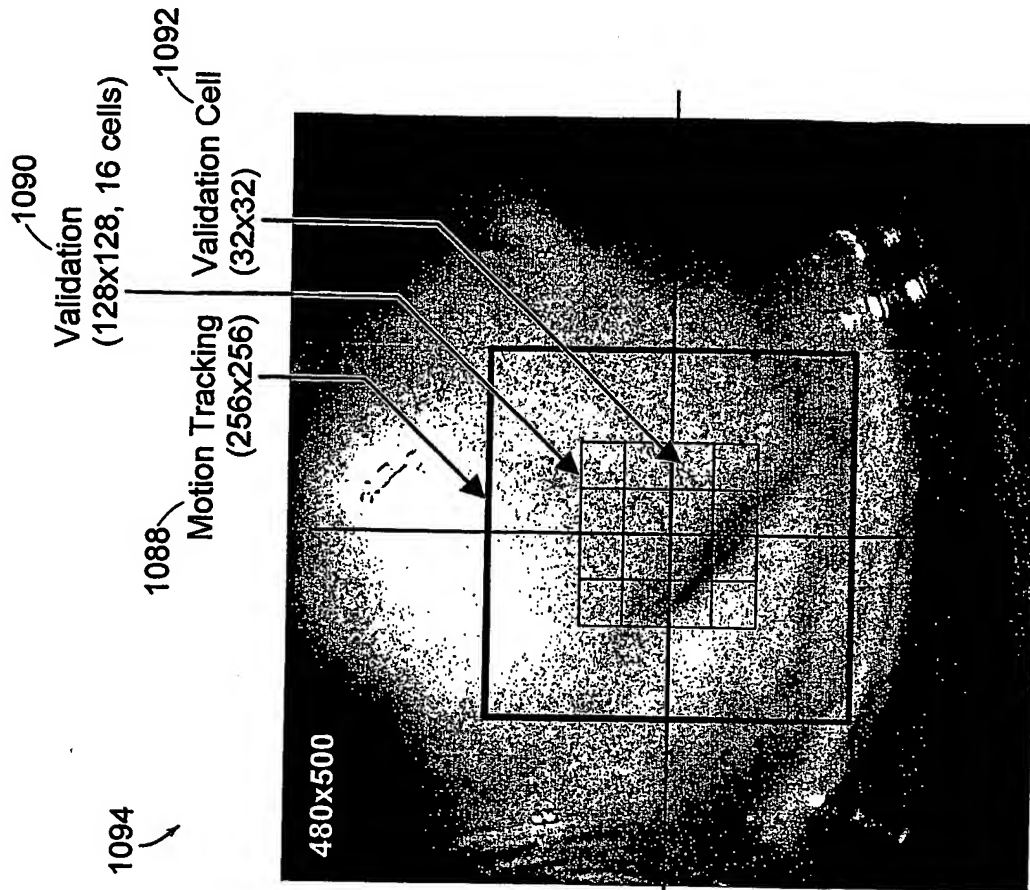 1094
1088
Motion Tracking
(256x256)
1090
Validation
(128x128, 16 cells)
1092
Validation Cell
(32x32)
480x500